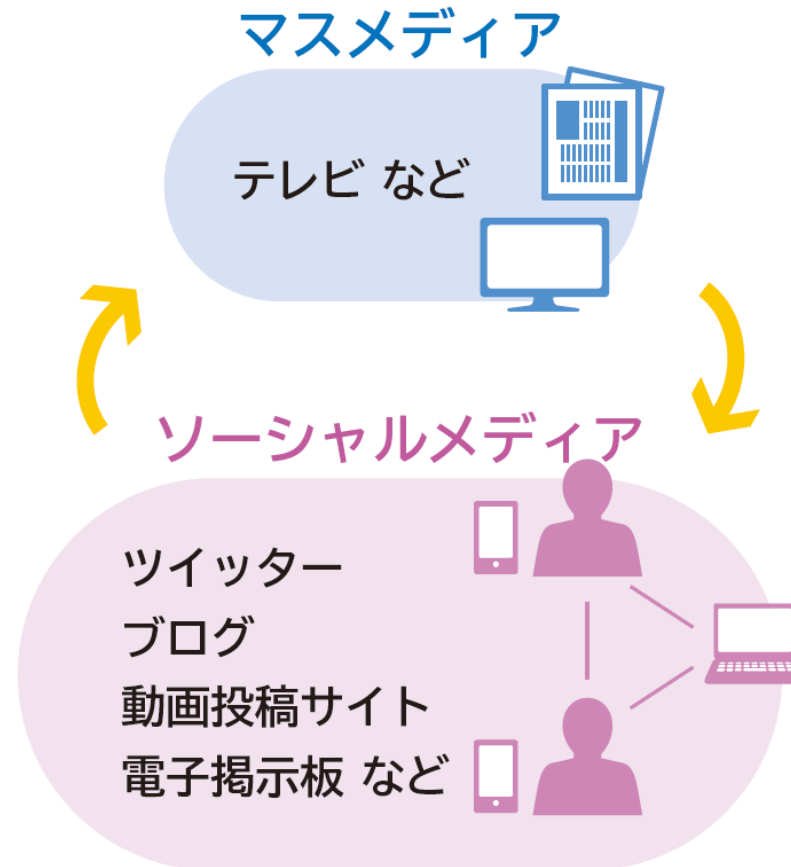 マスメディア
テレビ など
ソーシャルメディア
ツイッター
ブログ
動画投稿サイト
電子掲示板 など